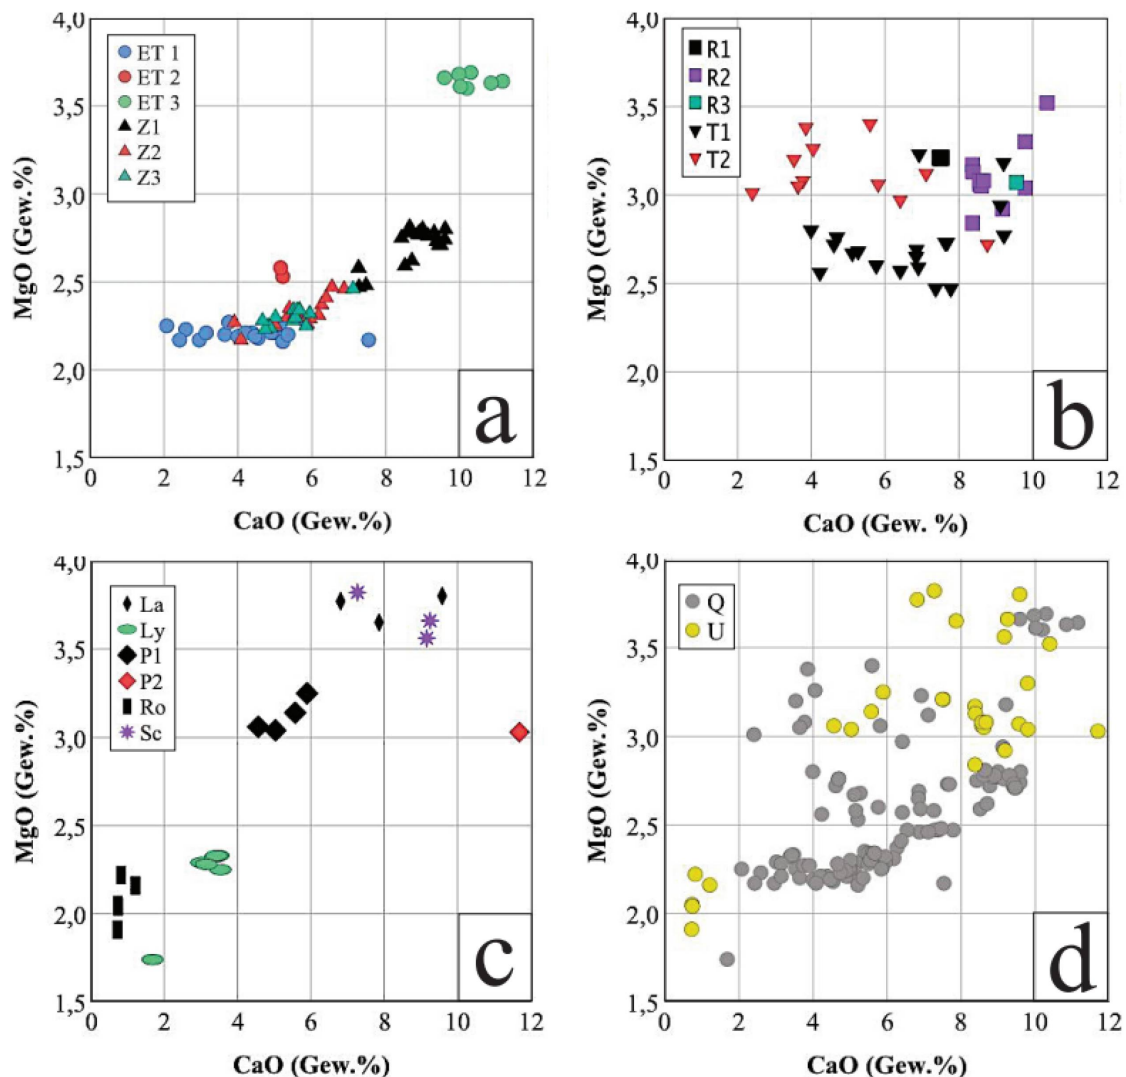 4,0
3,5
3,0
2,5
2,0
1,5
MgO (Gew.%)
ET 1
ET 2
ET 3
Z1
Z2
Z3
a
0 2 4 6 8 10 12
CaO (Gew.%)
4,0
3,5
3,0
2,5
2,0
1,5
MgO (Gew.%)
R1
R2
R3
T1
T2
b
0 2 4 6 8 10 12
CaO (Gew. %)
4,0
3,5
3,0
2,5
2,0
1,5
MgO (Gew.%)
La
Ly
P1
P2
Ro
Sc
c
0 2 4 6 8 10 12
CaO (Gew.%)
4,0
3,5
3,0
2,5
2,0
1,5
MgO (Gew.%)
Q
U
d
0 2 4 6 8 10 12
CaO (Gew.%)